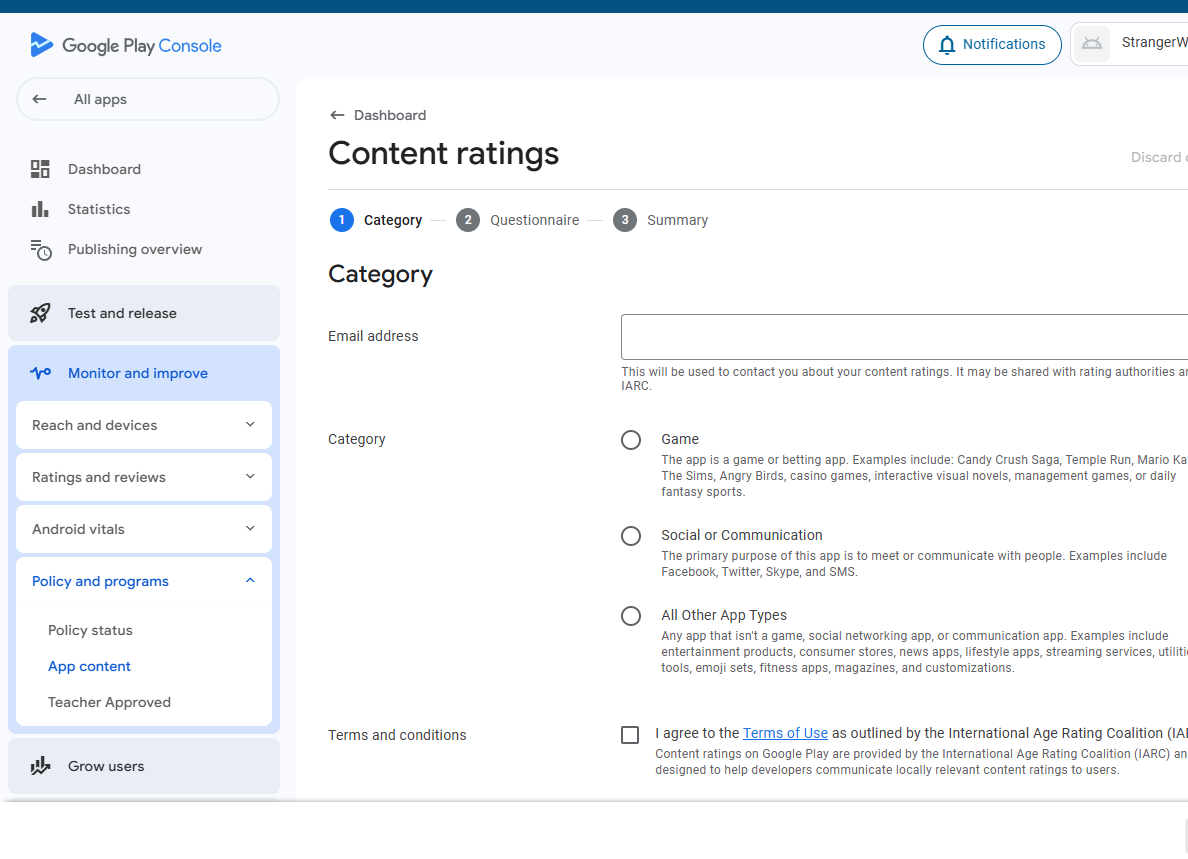 Google Play Console
Notifications
StrangerW
All apps
Dashboard
Statistics
Publishing overview
Test and release
Monitor and improve
Reach and devices
Ratings and reviews
Android vitals
Policy and programs
Policy status
App content
Teacher Approved
Grow users
Dashboard
Content ratings
Discard
1 Category 2 Questionnaire 3 Summary
Category
Email address
This will be used to contact you about your content ratings. It may be shared with rating authorities
IARC.
Category
Game
The app is a game or betting app. Examples include: Candy Crush Saga, Temple Run, Mario Ka
The Sims, Angry Birds, casino games, interactive visual novels, management games, or daily
fantasy sports.
Social or Communication
The primary purpose of this app is to meet or communicate with people. Examples include
Facebook, Twitter, Skype, and SMS.
All Other App Types
Any app that isn't a game, social networking app, or communication app. Examples include
entertainment products, consumer stores, news apps, lifestyle apps, streaming services, utiliti
tools, emoji sets, fitness apps, magazines, and customizations.
Terms and conditions
I agree to the Terms of Use as outlined by the International Age Rating Coalition (IA
Content ratings on Google Play are provided by the International Age Rating Coalition (IARC) an
designed to help developers communicate locally relevant content ratings to users.